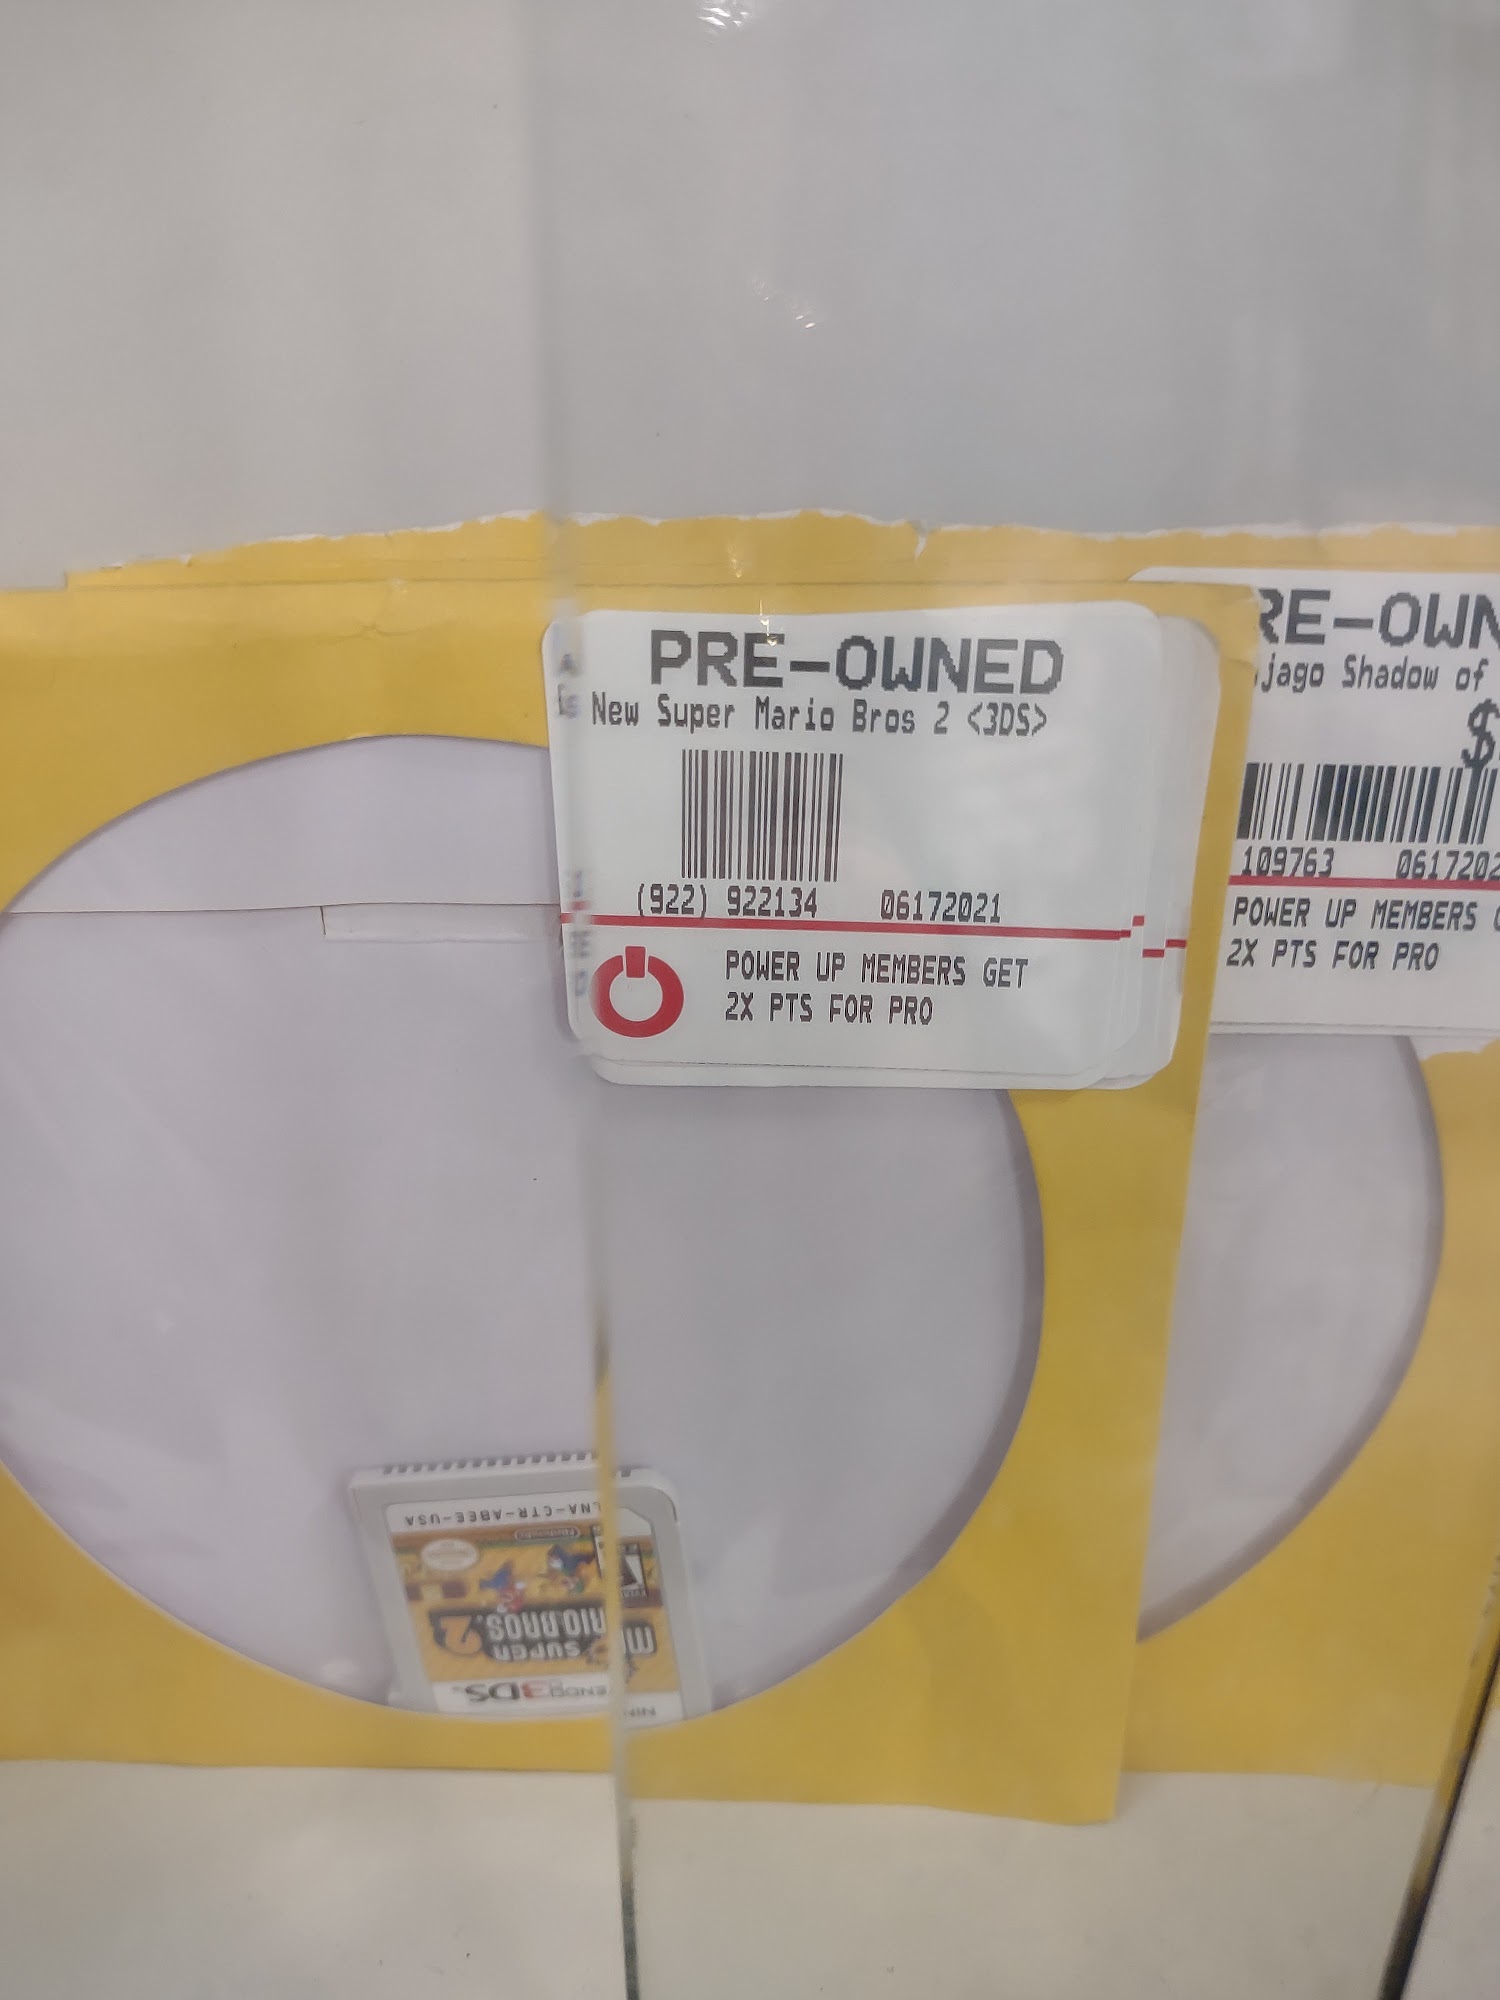 PRE-OWNED
New Super Mario Bros 2 <3DS>
(922) 922134 06172021
POWER UP MEMBERS GET
2X PTS FOR PRO
RE-OWN
jago Shadow of
$
109763 0617202
POWER UP MEMBERS
2X PTS FOR PRO
LNA-CTR-ABEE-USA
Nintendo
SUPER
MARIO BROS. 2
3DS